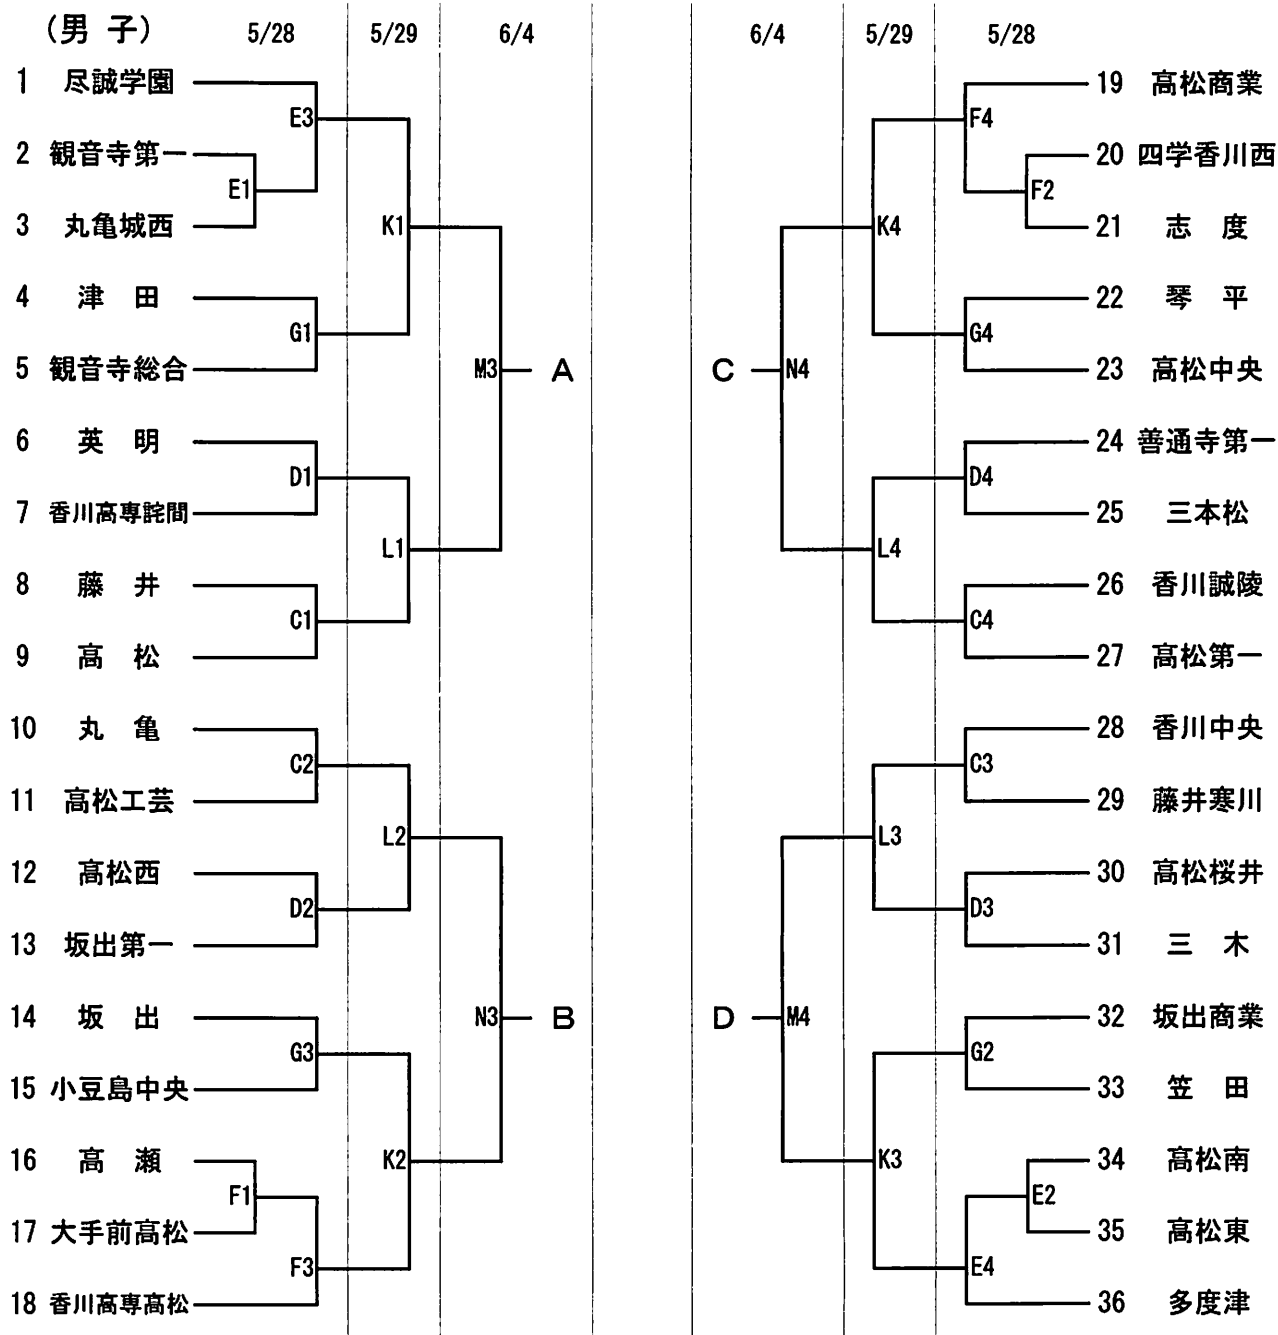 （男 子） 5/28 5/29 6/4 6/4 5/29 5/28
1 尽誠学園 19 高松商業
E3 F4
2 観音寺第一 20 四学香川西
E1 F2
3 丸亀城西 K1 K4 21 志 度
4 津 田 22 琴 平
G1 G4
5 観音寺総合 M3 A C N4 23 高松中央
6 英 明 24 善通寺第一
D1 D4
7 香川高専詫間 25 三本松
L1 L4
8 藤 井 26 香川誠陵
C1 C4
9 高 松 27 高松第一
10 丸 亀 28 香川中央
C2 C3
11 高松工芸 29 藤井寒川
L2 L3
12 高松西 30 高松桜井
D2 D3
13 坂出第一 31 三 木
14 坂 出 N3 B D M4 32 坂出商業
G3 G2
15 小豆島中央 33 笠 田
16 高 瀬 K2 K3 34 高松南
F1 E2
17 大手前高松 35 高松東
F3 E4
18 香川高専高松 36 多度津